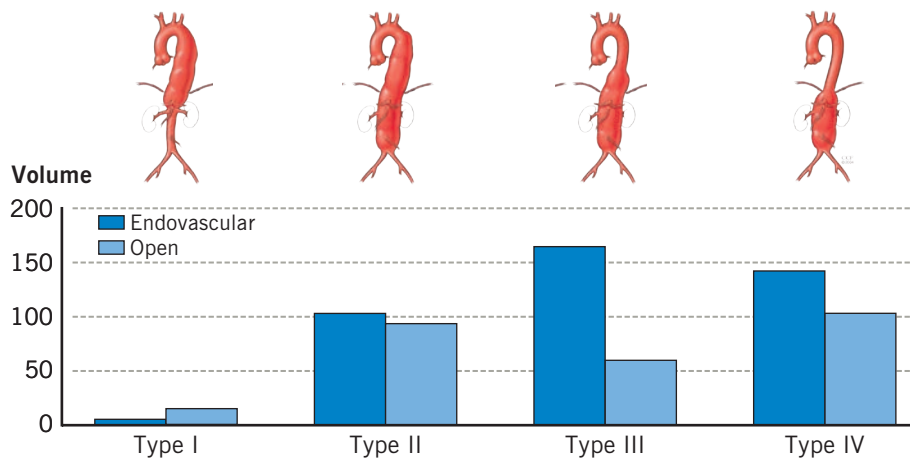 Volume
200
Endovascular
Open
150
100
50
0
Type I Type II Type III Type IV